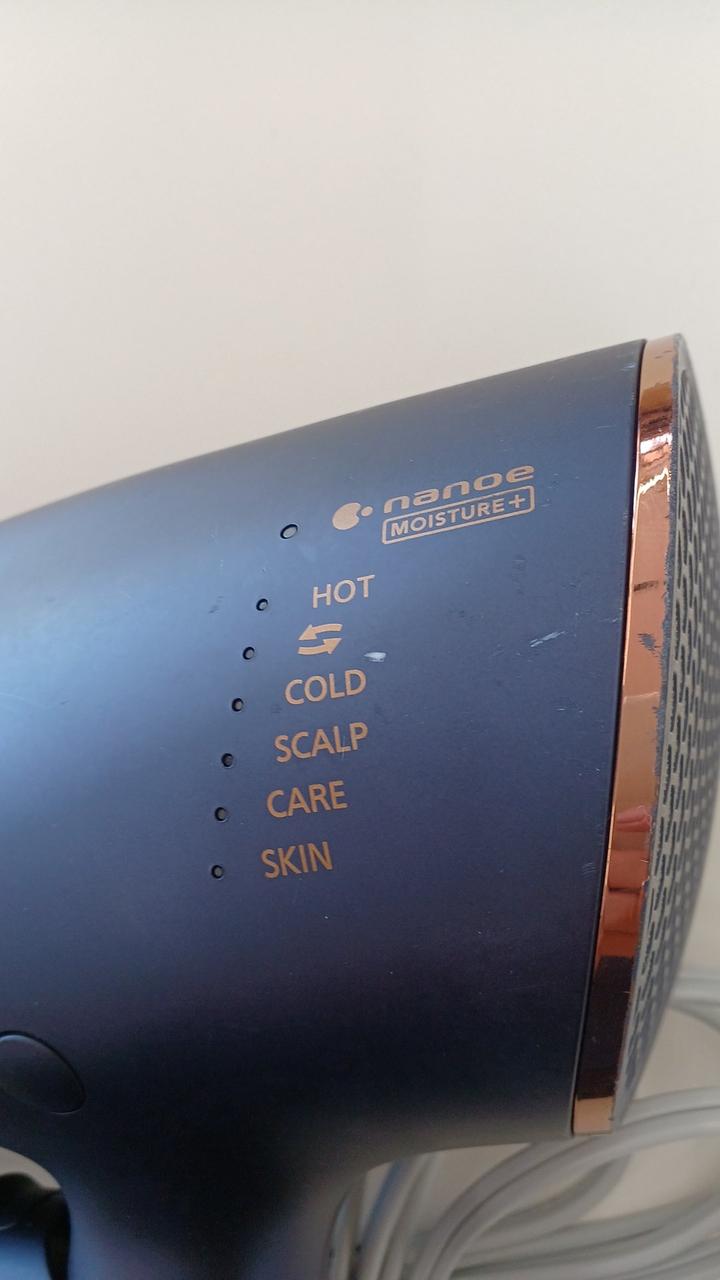 nanoe
MOISTURE+
HOT
COLD
SCALP
CARE
SKIN